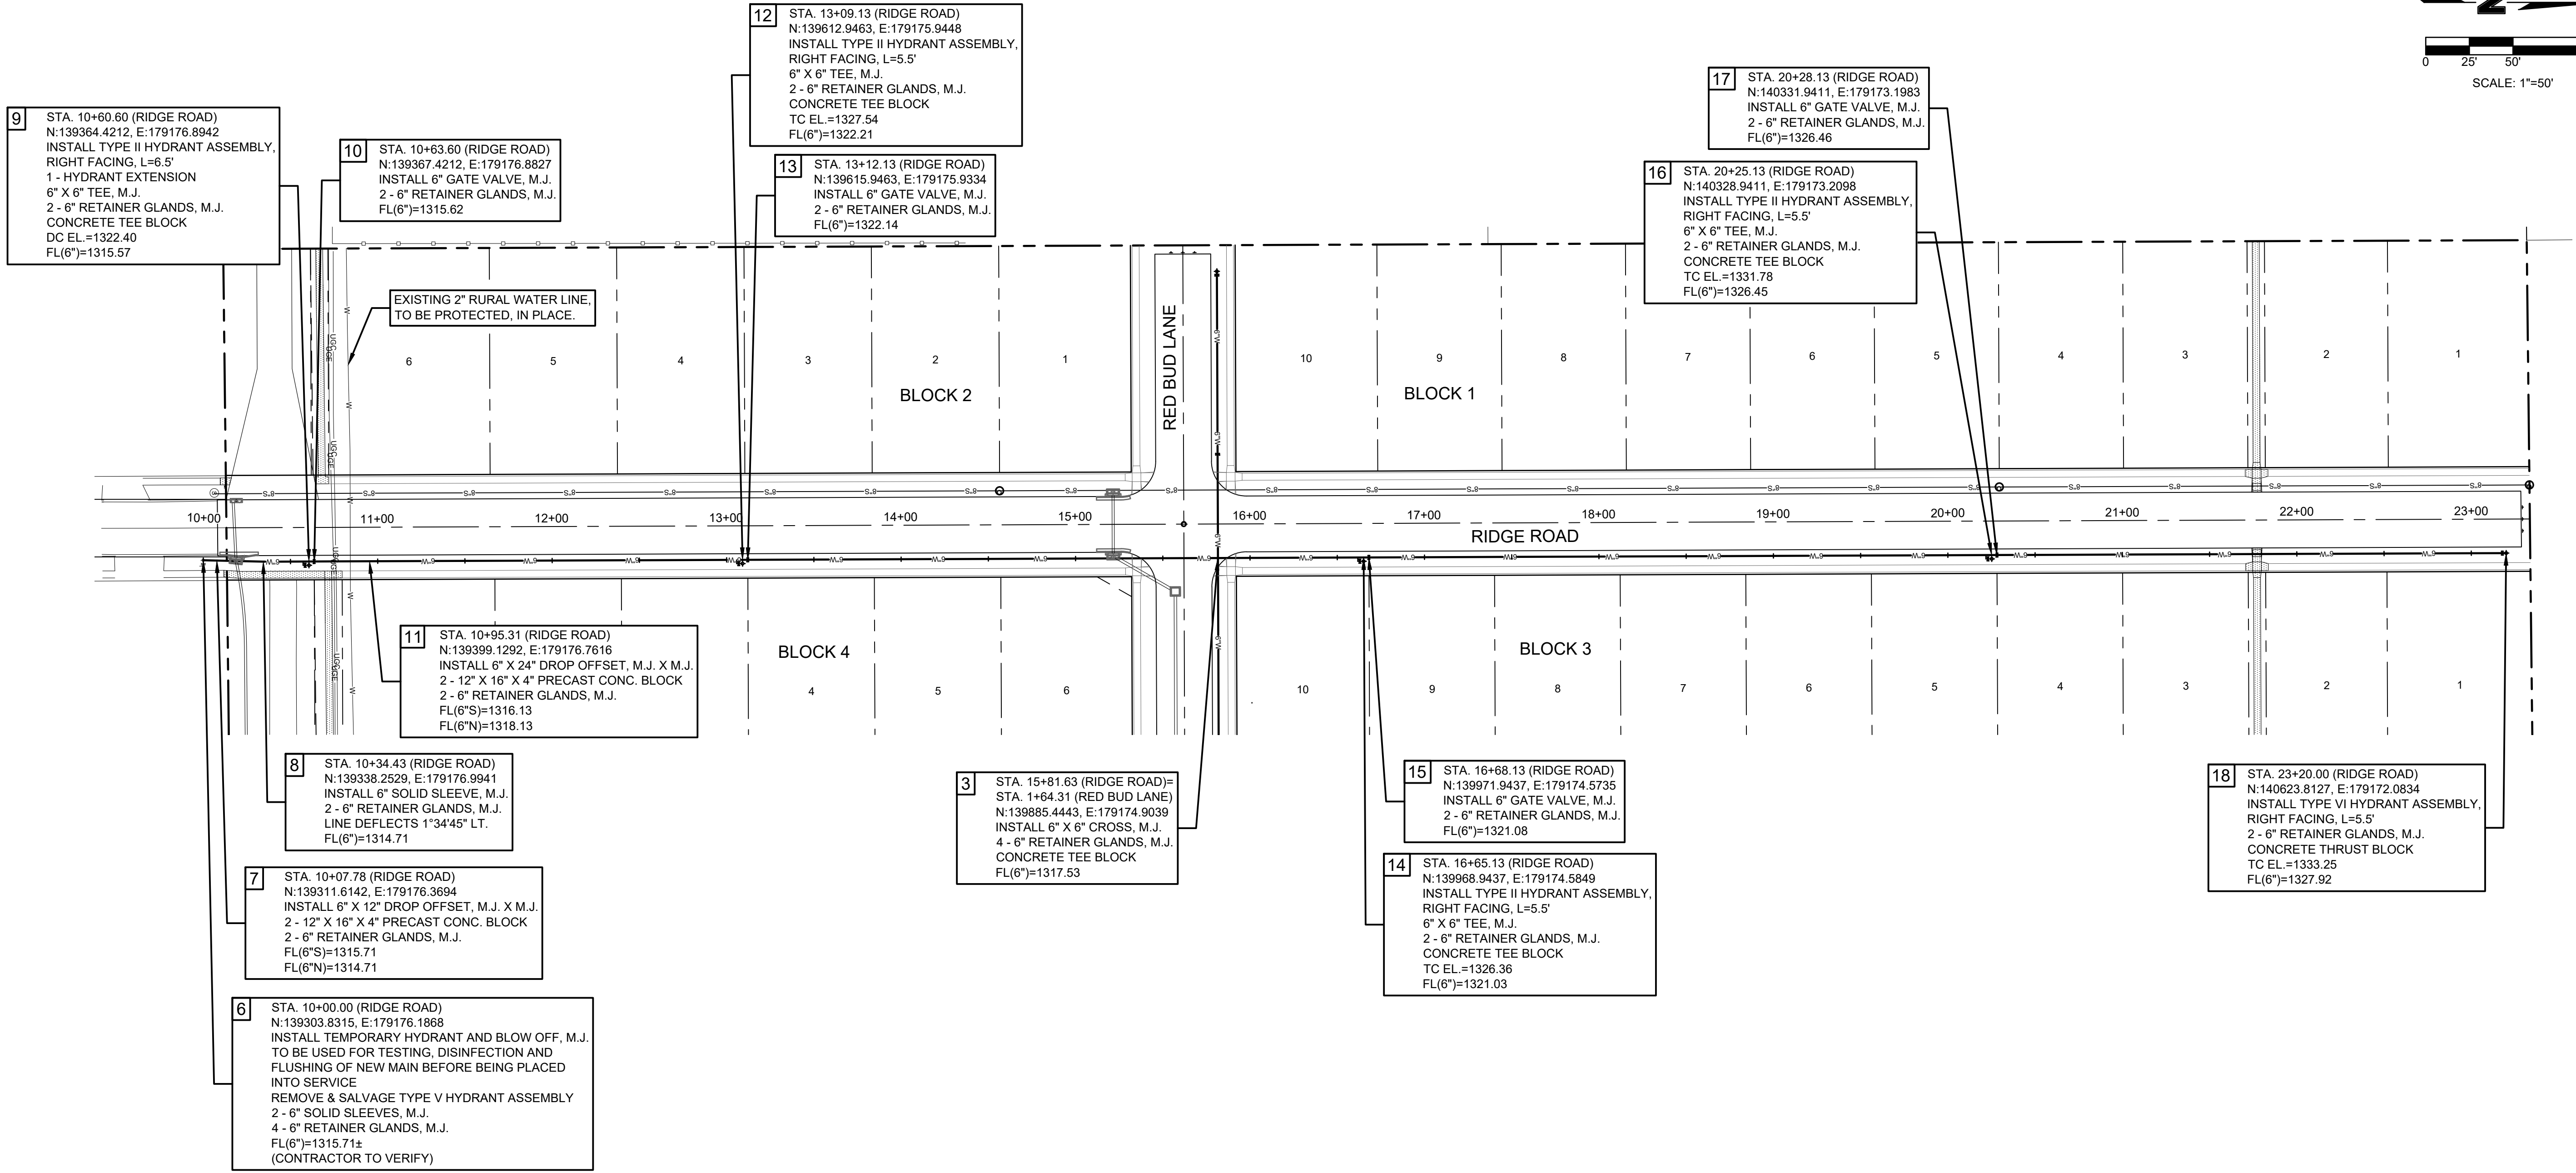 12
STA. 13+09.13 (RIDGE ROAD)
N:139612.9463, E:179175.9448
INSTALL TYPE II HYDRANT ASSEMBLY,
RIGHT FACING, L=5.5'
6" X 6" TEE, M.J.
2 - 6" RETAINER GLANDS, M.J.
CONCRETE TEE BLOCK
TC EL.=1327.54
FL(6")=1322.21
N
0 25' 50'
SCALE: 1"=50'
17
STA. 20+28.13 (RIDGE ROAD)
N:140331.9411, E:179173.1983
INSTALL 6" GATE VALVE, M.J.
2 - 6" RETAINER GLANDS, M.J.
FL(6")=1326.46
9
STA. 10+60.60 (RIDGE ROAD)
N:139364.4212, E:179176.8942
INSTALL TYPE II HYDRANT ASSEMBLY,
RIGHT FACING, L=6.5'
1 - HYDRANT EXTENSION
6" X 6" TEE, M.J.
2 - 6" RETAINER GLANDS, M.J.
CONCRETE TEE BLOCK
DC EL.=1322.40
FL(6")=1315.57
10
STA. 10+63.60 (RIDGE ROAD)
N:139367.4212, E:179176.8827
INSTALL 6" GATE VALVE, M.J.
2 - 6" RETAINER GLANDS, M.J.
FL(6")=1315.62
13
STA. 13+12.13 (RIDGE ROAD)
N:139615.9463, E:179175.9334
INSTALL 6" GATE VALVE, M.J.
2 - 6" RETAINER GLANDS, M.J.
FL(6")=1322.14
16
STA. 20+25.13 (RIDGE ROAD)
N:140328.9411, E:179173.2098
INSTALL TYPE II HYDRANT ASSEMBLY,
RIGHT FACING, L=5.5'
6" X 6" TEE, M.J.
2 - 6" RETAINER GLANDS, M.J.
CONCRETE TEE BLOCK
TC EL.=1331.78
FL(6")=1326.45
EXISTING 2" RURAL WATER LINE,
TO BE PROTECTED, IN PLACE.
6 5 4 3 2 1
BLOCK 2
RED BUD LANE
10 9 8 7 6 5 4 3 2 1
BLOCK 1
10+00 11+00 12+00 13+00 14+00 15+00 16+00 17+00 18+00 19+00 20+00 21+00 22+00 23+00
RIDGE ROAD
11
STA. 10+95.31 (RIDGE ROAD)
N:139399.1292, E:179176.7616
INSTALL 6" X 24" DROP OFFSET, M.J. X M.J.
2 - 12" X 16" X 4" PRECAST CONC. BLOCK
2 - 6" RETAINER GLANDS, M.J.
FL(6"S)=1316.13
FL(6"N)=1318.13
BLOCK 4
4 5 6
BLOCK 3
10 9 8 7 6 5 4 3 2 1
8
STA. 10+34.43 (RIDGE ROAD)
N:139338.2529, E:179176.9941
INSTALL 6" SOLID SLEEVE, M.J.
2 - 6" RETAINER GLANDS, M.J.
LINE DEFLECTS 1°34'45" LT.
FL(6")=1314.71
3
STA. 15+81.63 (RIDGE ROAD)=
STA. 1+64.31 (RED BUD LANE)
N:139885.4443, E:179174.9039
INSTALL 6" X 6" CROSS, M.J.
4 - 6" RETAINER GLANDS, M.J.
CONCRETE TEE BLOCK
FL(6")=1317.53
15
STA. 16+68.13 (RIDGE ROAD)
N:139971.9437, E:179174.5735
INSTALL 6" GATE VALVE, M.J.
2 - 6" RETAINER GLANDS, M.J.
FL(6")=1321.08
18
STA. 23+20.00 (RIDGE ROAD)
N:140623.8127, E:179172.0834
INSTALL TYPE VI HYDRANT ASSEMBLY,
RIGHT FACING, L=5.5'
2 - 6" RETAINER GLANDS, M.J.
CONCRETE THRUST BLOCK
TC EL.=1333.25
FL(6")=1327.92
7
STA. 10+07.78 (RIDGE ROAD)
N:139311.6142, E:179176.3694
INSTALL 6" X 12" DROP OFFSET, M.J. X M.J.
2 - 12" X 16" X 4" PRECAST CONC. BLOCK
2 - 6" RETAINER GLANDS, M.J.
FL(6"S)=1315.71
FL(6"N)=1314.71
14
STA. 16+65.13 (RIDGE ROAD)
N:139968.9437, E:179174.5849
INSTALL TYPE II HYDRANT ASSEMBLY,
RIGHT FACING, L=5.5'
6" X 6" TEE, M.J.
2 - 6" RETAINER GLANDS, M.J.
CONCRETE TEE BLOCK
TC EL.=1326.36
FL(6")=1321.03
6
STA. 10+00.00 (RIDGE ROAD)
N:139303.8315, E:179176.1868
INSTALL TEMPORARY HYDRANT AND BLOW OFF, M.J.
TO BE USED FOR TESTING, DISINFECTION AND
FLUSHING OF NEW MAIN BEFORE BEING PLACED
INTO SERVICE
REMOVE & SALVAGE TYPE V HYDRANT ASSEMBLY
2 - 6" SOLID SLEEVES, M.J.
4 - 6" RETAINER GLANDS, M.J.
FL(6")=1315.71±
(CONTRACTOR TO VERIFY)